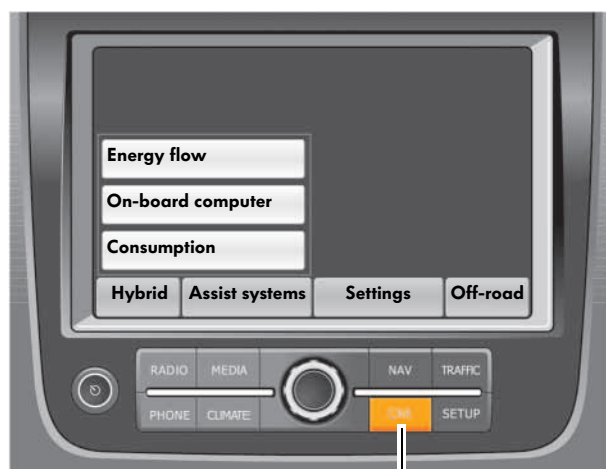 Energy flow
On-board computer
Consumption
Hybrid Assist systems Settings Off-road
RADIO MEDIA NAV TRAFFIC
PHONE CLIMATE SETUP